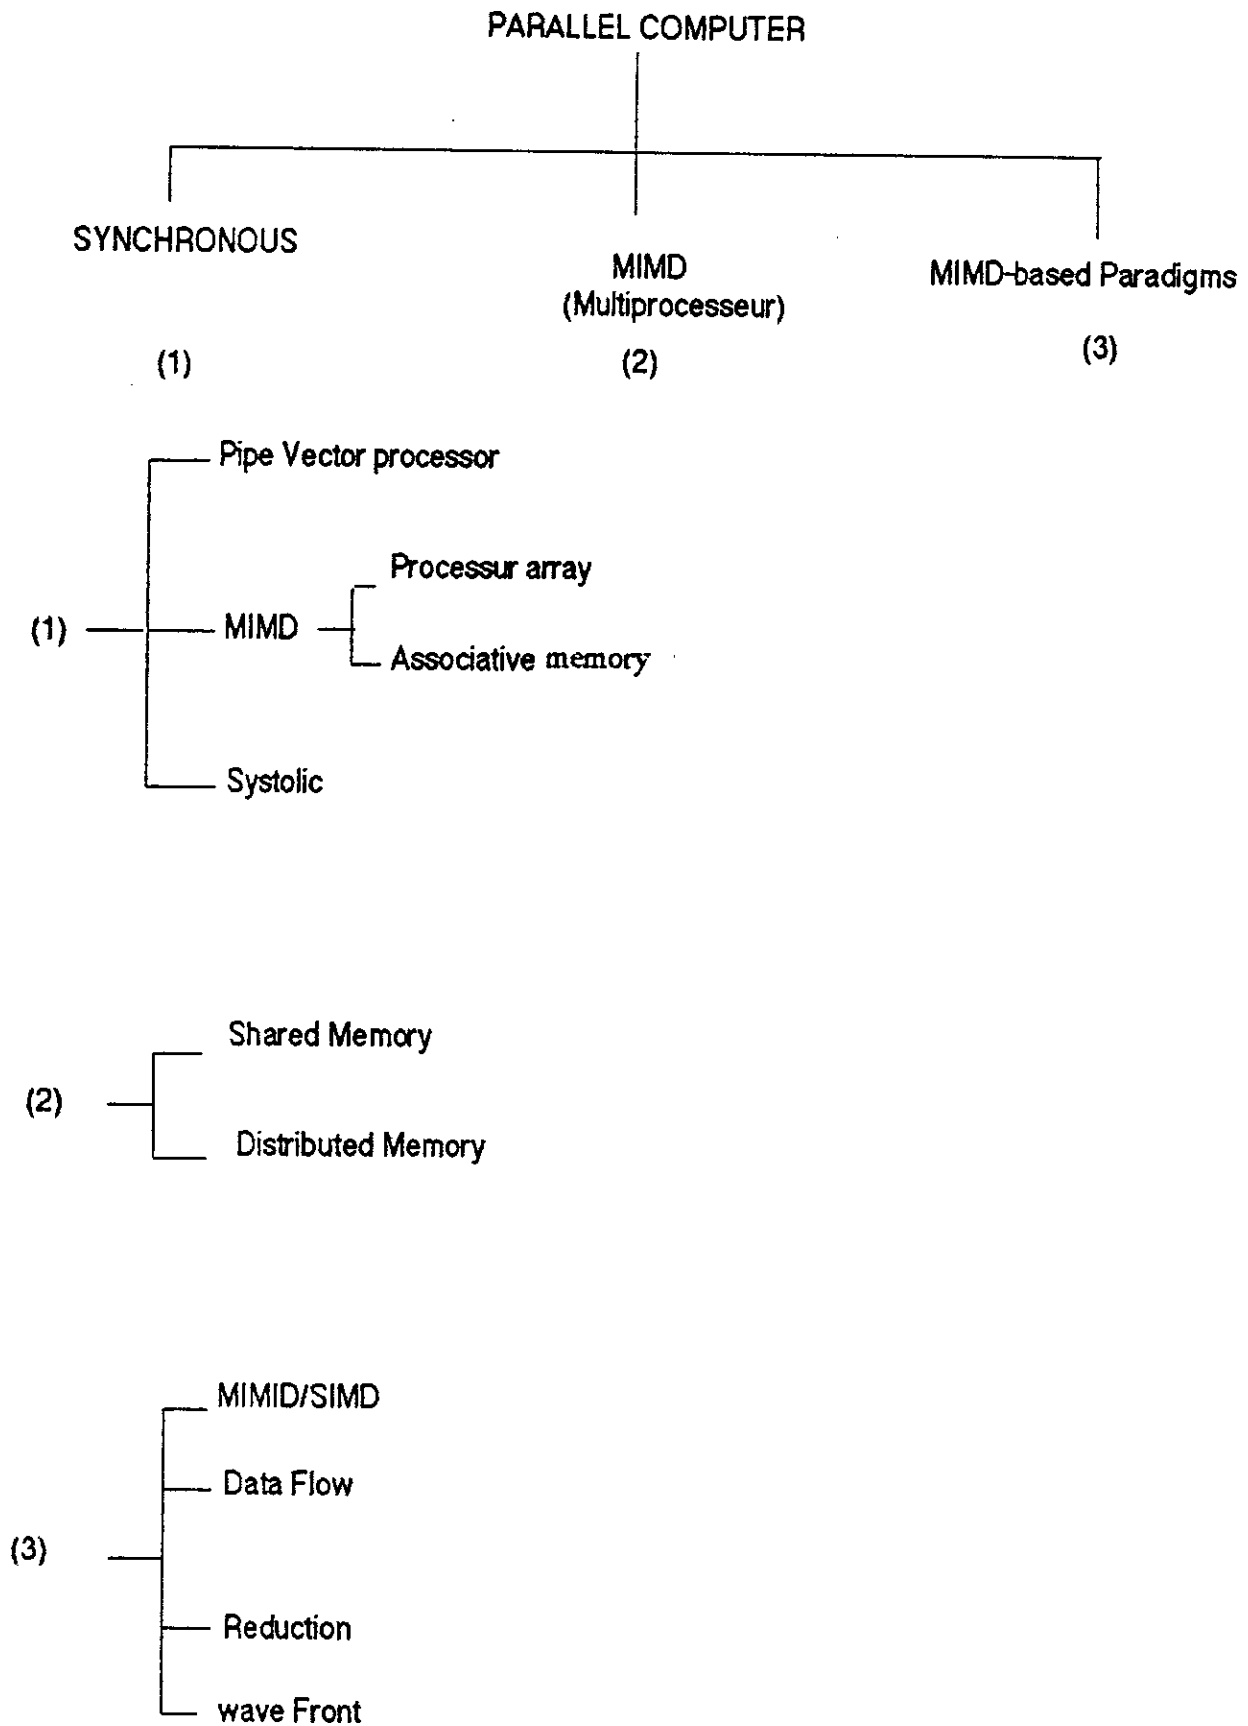 PARALLEL COMPUTER
SYNCHRONOUS
MIMD
(Multiprocesseur)
MIMD-based Paradigms
(1)
(2)
(3)
Pipe Vector processor
Processur array
(1)
MIMD
Associative memory
Systolic
Shared Memory
(2)
Distributed Memory
MIMID/SIMD
Data Flow
(3)
Reduction
wave Front